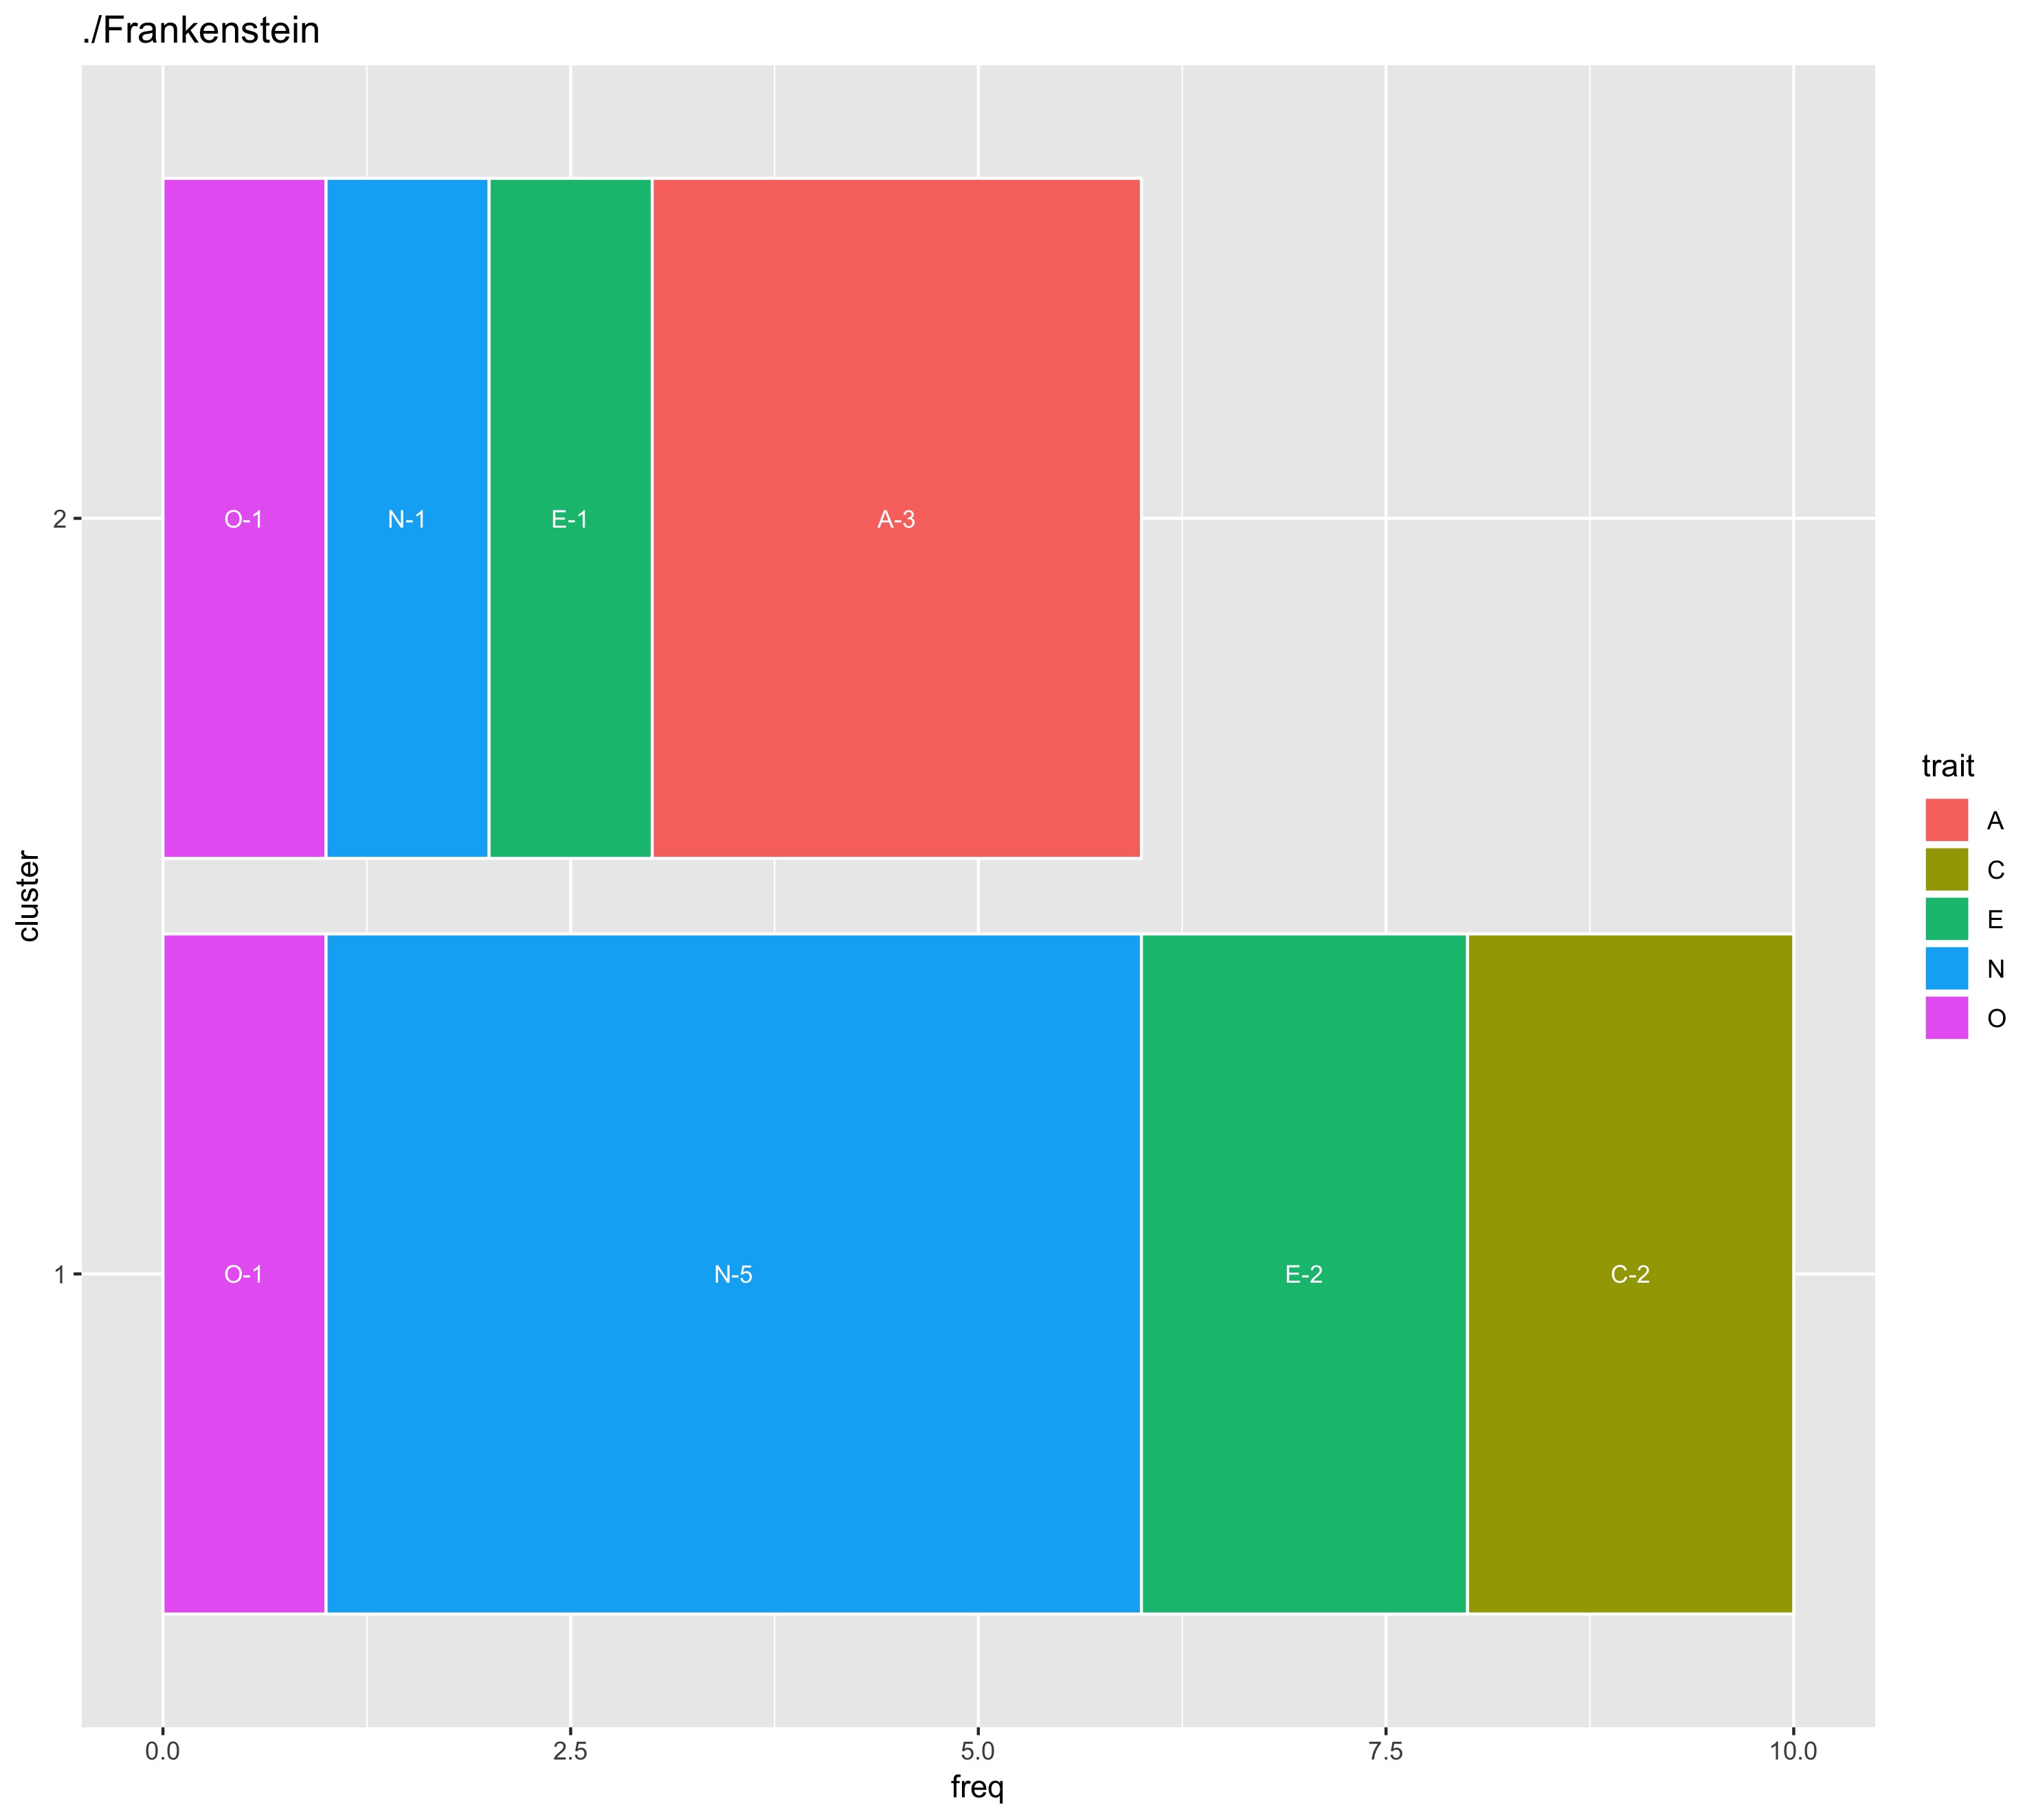 ./Frankenstein
2
O-1 N-1 E-1 A-3
cluster
1
O-1 N-5 E-2 C-2
0.0 2.5 5.0 7.5 10.0
freq
trait
A
C
E
N
O